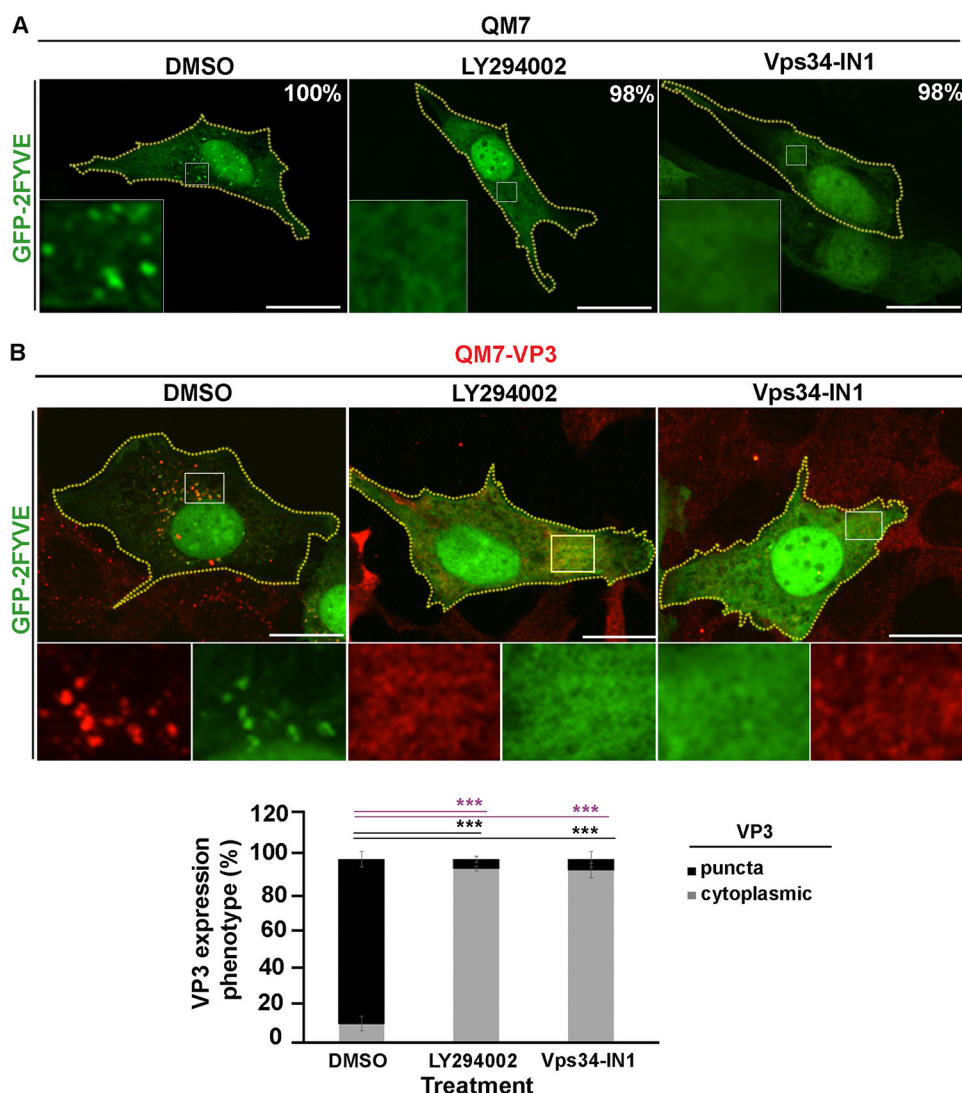 A
QM7
DMSO
LY294002
Vps34-IN1
GFP-2FYVE
100%
98%
98%
B
QM7-VP3
DMSO
LY294002
Vps34-IN1
GFP-2FYVE
VP3 expression
phenotype (%)
120
100
80
60
40
20
0
***
***
***
***
DMSO
LY294002
Vps34-IN1
Treatment
VP3
puncta
cytoplasmic